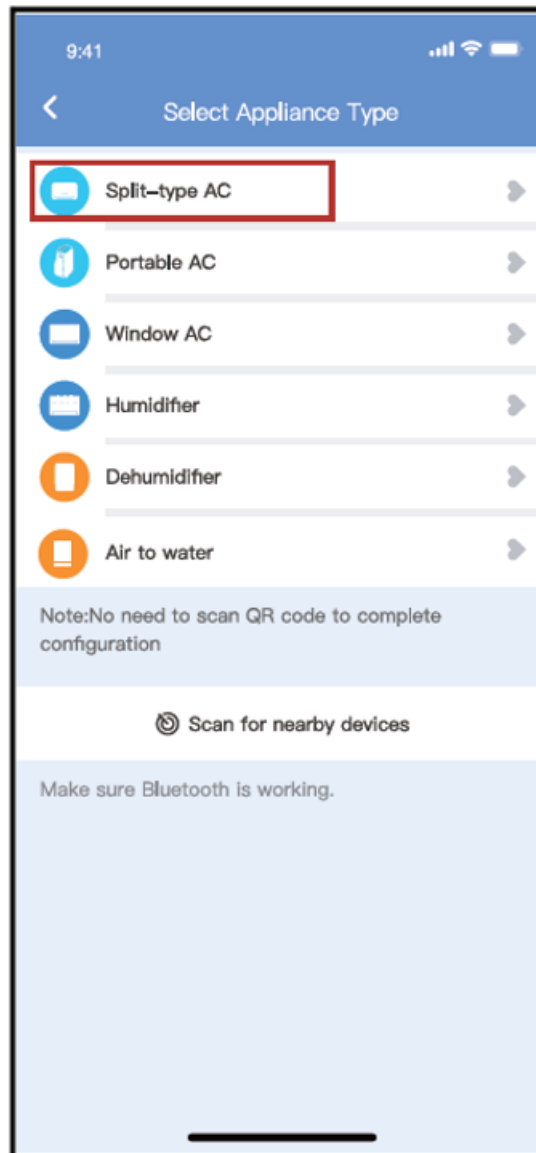 9:41
Select Appliance Type
Split-type AC
Portable AC
Window AC
Humidifier
Dehumidifier
Air to water
Note:No need to scan QR code to complete
configuration
Scan for nearby devices
Make sure Bluetooth is working.